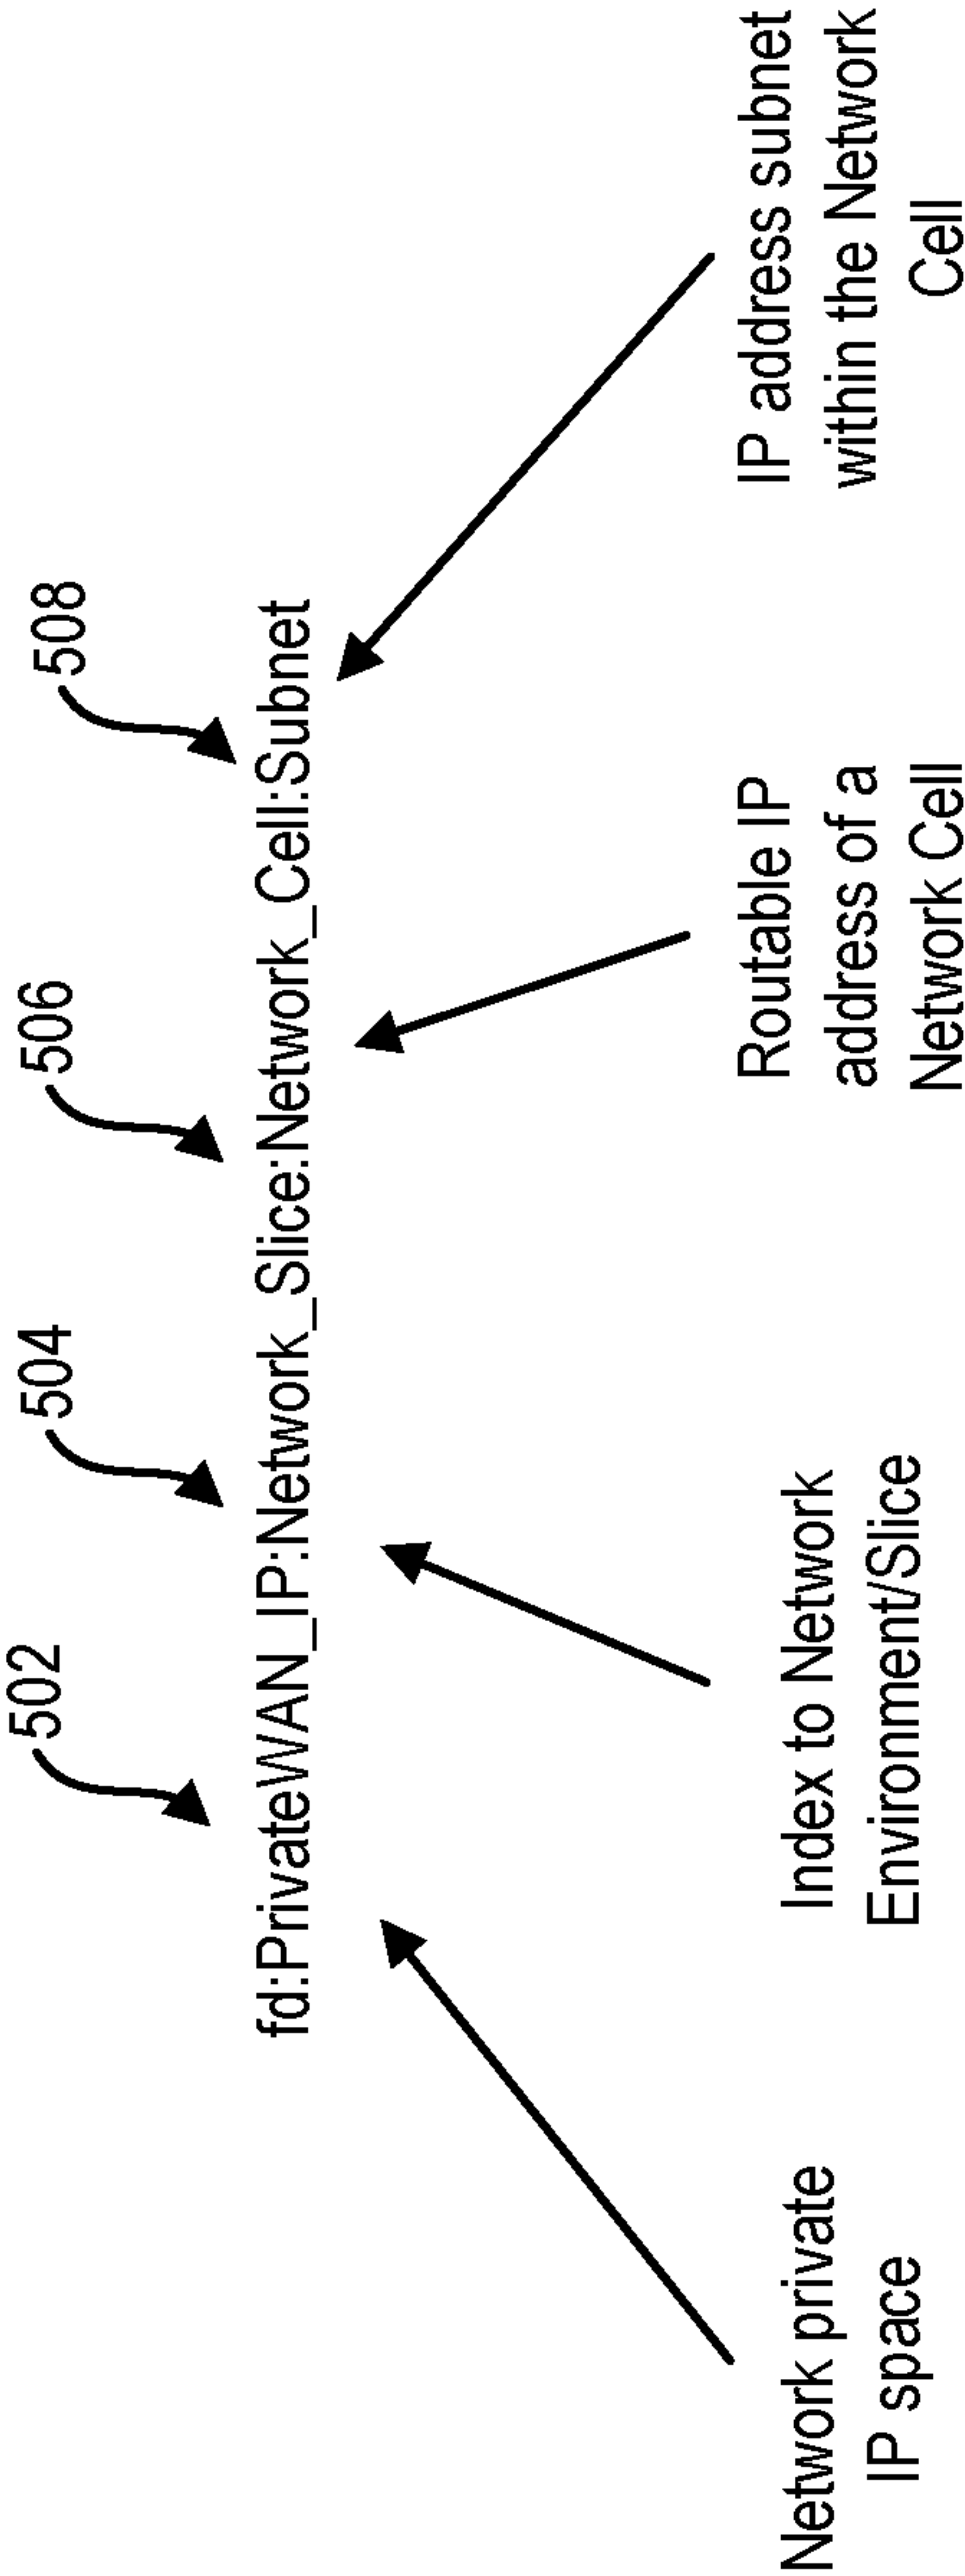 502
504
506
508
fd:PrivateWAN_IP:Network_Slice:Network_Cell:Subnet
Network private
IP space
Index to Network
Environment/Slice
Routable IP
address of a
Network Cell
IP address subnet
within the Network
Cell